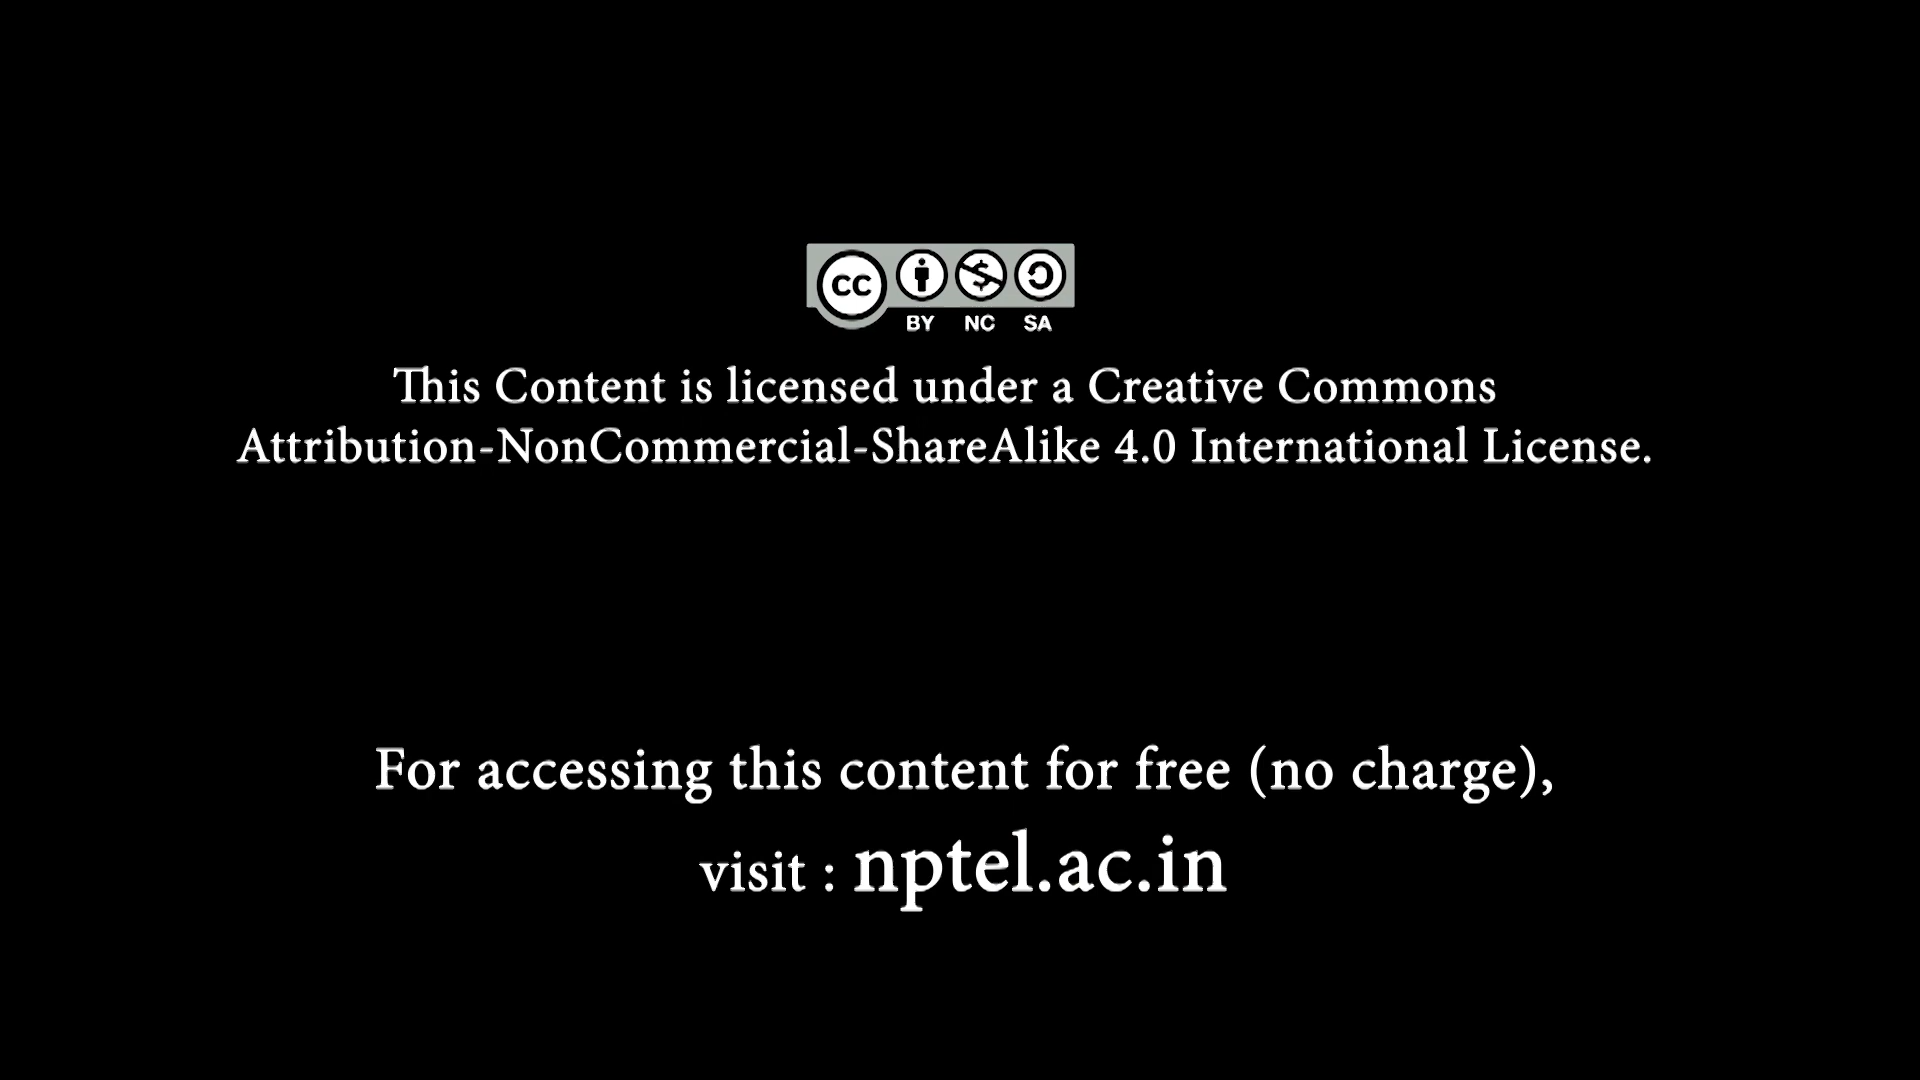 CC BY NC SA
This Content is licensed under a Creative Commons
Attribution-NonCommercial-ShareAlike 4.0 International License.
For accessing this content for free (no charge),
visit : nptel.ac.in